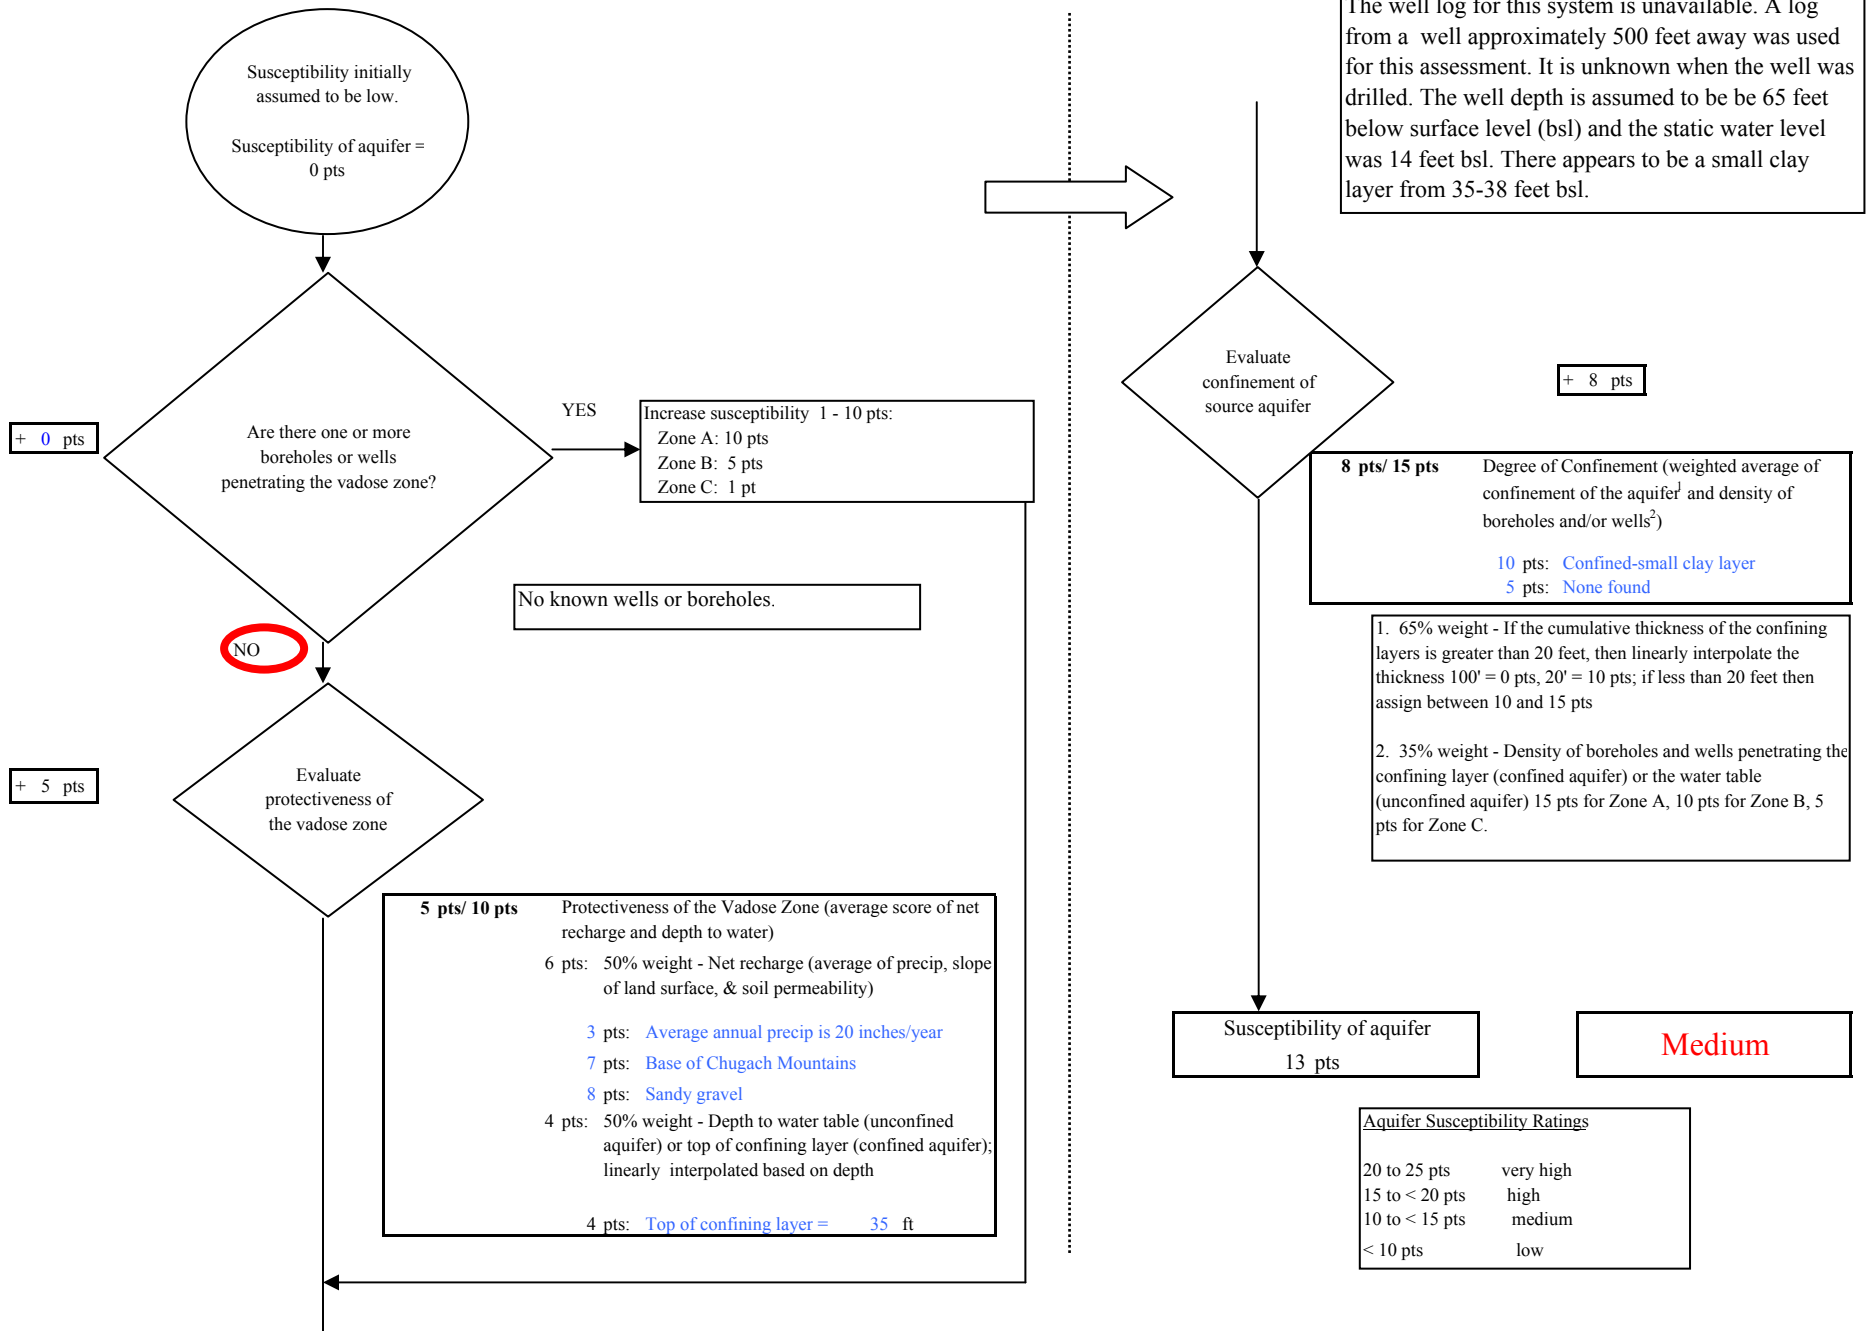 Susceptibility initially
assumed to be low.
Susceptibility of aquifer =
0 pts
+ 0 pts
Are there one or more
boreholes or wells
penetrating the vadose zone?
YES
Increase susceptibility 1 - 10 pts:
Zone A: 10 pts
Zone B: 5 pts
Zone C: 1 pt
No known wells or boreholes.
NO
+ 5 pts
Evaluate
protectiveness of
the vadose zone
5 pts/ 10 pts
Protectiveness of the Vadose Zone (average score of net
recharge and depth to water)
6 pts: 50% weight - Net recharge (average of precip, slope
of land surface, & soil permeability)
3 pts: Average annual precip is 20 inches/year
7 pts: Base of Chugach Mountains
8 pts: Sandy gravel
4 pts: 50% weight - Depth to water table (unconfined
aquifer) or top of confining layer (confined aquifer);
linearly interpolated based on depth
4 pts: Top of confining layer = 35 ft
The well log for this system is unavailable. A log
from a well approximately 500 feet away was used
for this assessment. It is unknown when the well was
drilled. The well depth is assumed to be be 65 feet
below surface level (bsl) and the static water level
was 14 feet bsl. There appears to be a small clay
layer from 35-38 feet bsl.
Evaluate
confinement of
source aquifer
+ 8 pts
8 pts/ 15 pts
Degree of Confinement (weighted average of
confinement of the aquifer1 and density of
boreholes and/or wells2)
10 pts: Confined-small clay layer
5 pts: None found
1. 65% weight - If the cumulative thickness of the confining
layers is greater than 20 feet, then linearly interpolate the
thickness 100' = 0 pts, 20' = 10 pts; if less than 20 feet then
assign between 10 and 15 pts
2. 35% weight - Density of boreholes and wells penetrating the
confining layer (confined aquifer) or the water table
(unconfined aquifer) 15 pts for Zone A, 10 pts for Zone B, 5
pts for Zone C.
Susceptibility of aquifer
13 pts
Medium
Aquifer Susceptibility Ratings
20 to 25 pts very high
15 to < 20 pts high
10 to < 15 pts medium
< 10 pts low